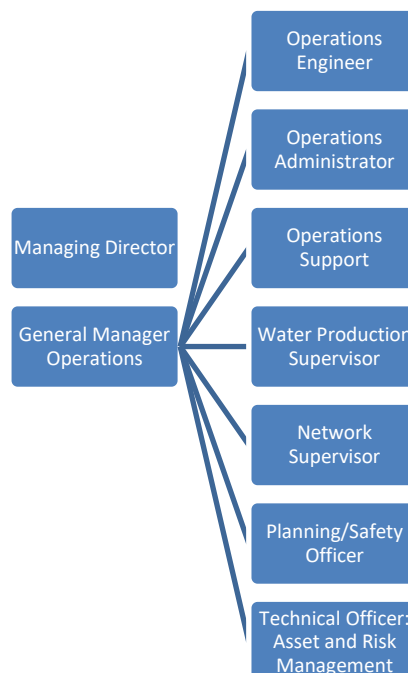 Operations
Engineer
Operations
Administrator
Managing Director
Operations
Support
General Manager
Operations
Water Production
Supervisor
Network
Supervisor
Planning/Safety
Officer
Technical Officer:
Asset and Risk
Management